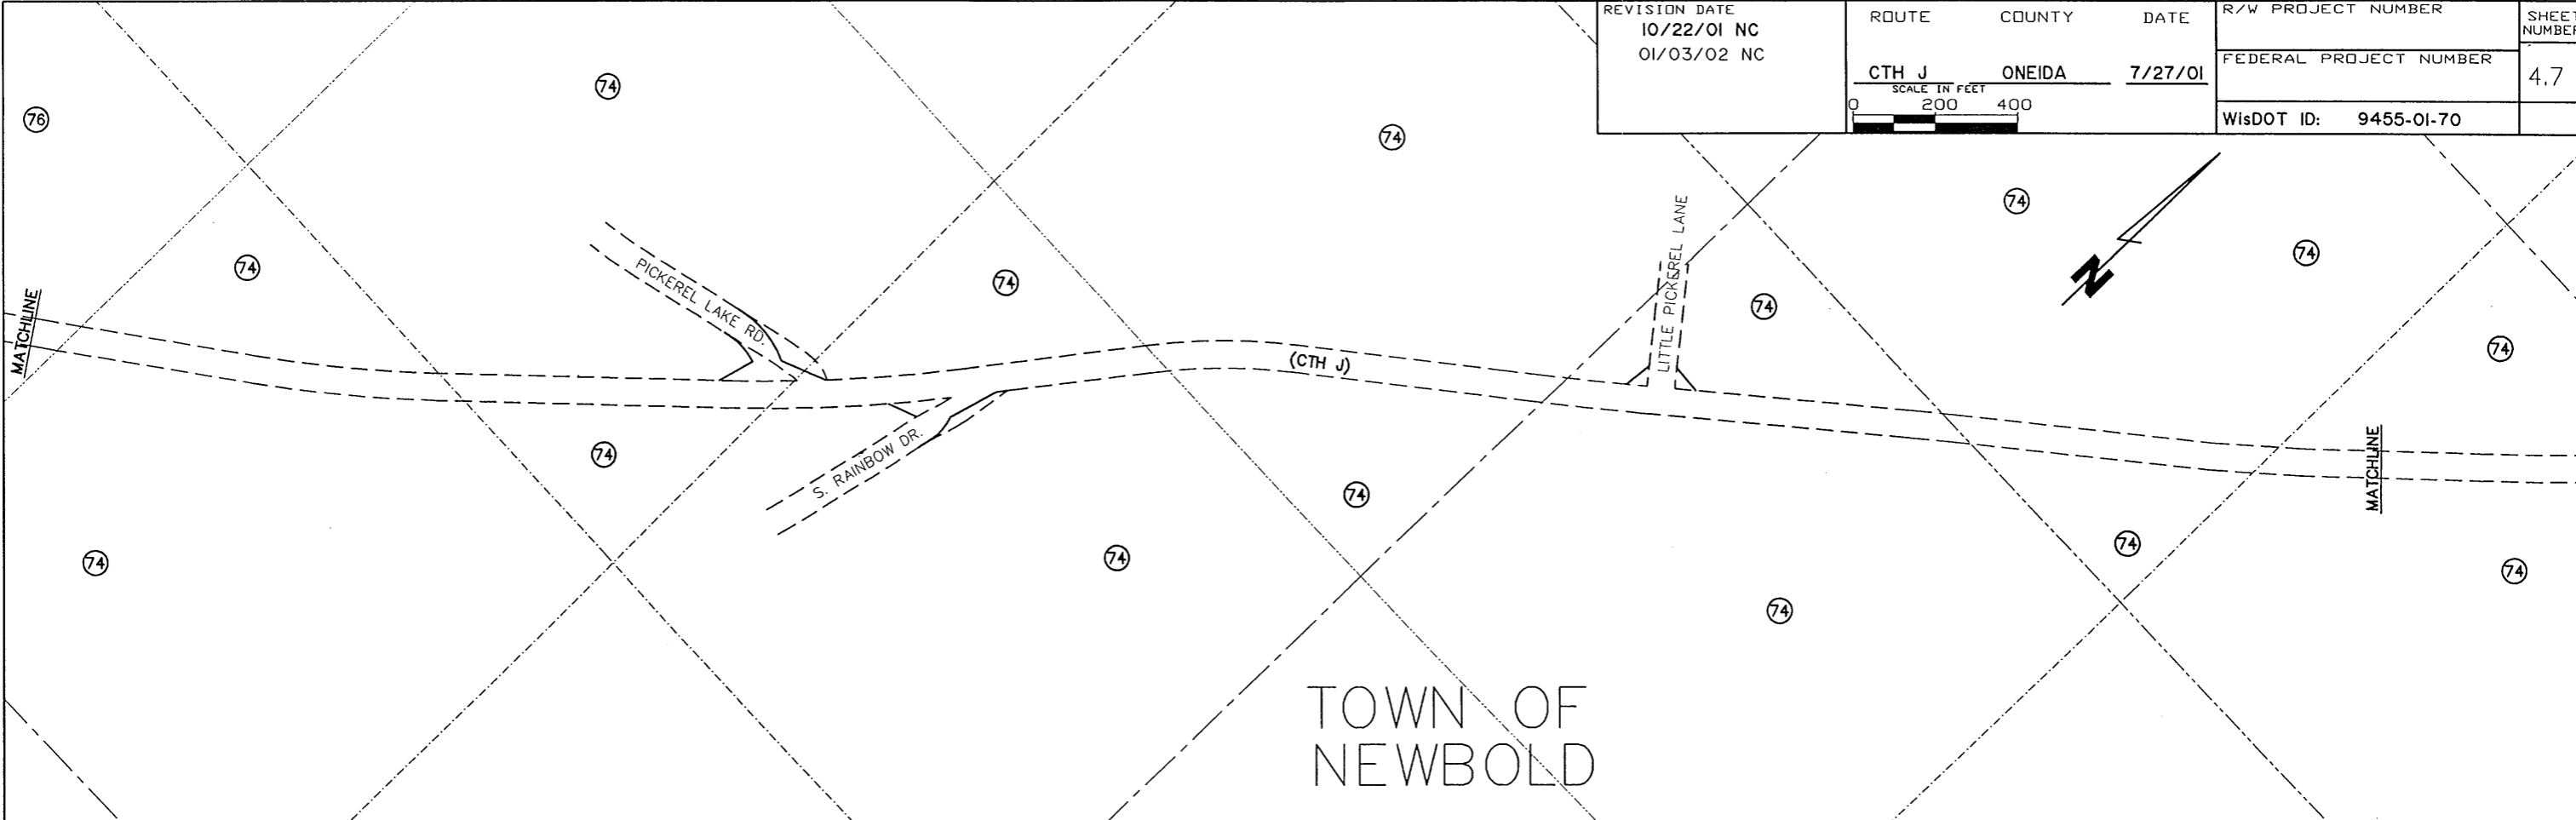 REVISION DATE
10/22/01 NC
01/03/02 NC
ROUTE COUNTY DATE
CTH J ONEIDA 7/27/01
SCALE IN FEET
0 200 400
R/W PROJECT NUMBER
FEDERAL PROJECT NUMBER
WisDOT ID: 9455-01-70
SHEET
NUMBER
4.7
74
76
74
74
N
74
74
74
74
74
74
74
MATCHLINE
PICKEREL LAKE RD.
LITTLE PICKEREL LANE
(CTH J)
S. RAINBOW DR.
MATCHLINE
74
74
74
74
74
74
74
TOWN OF
NEWBOLD